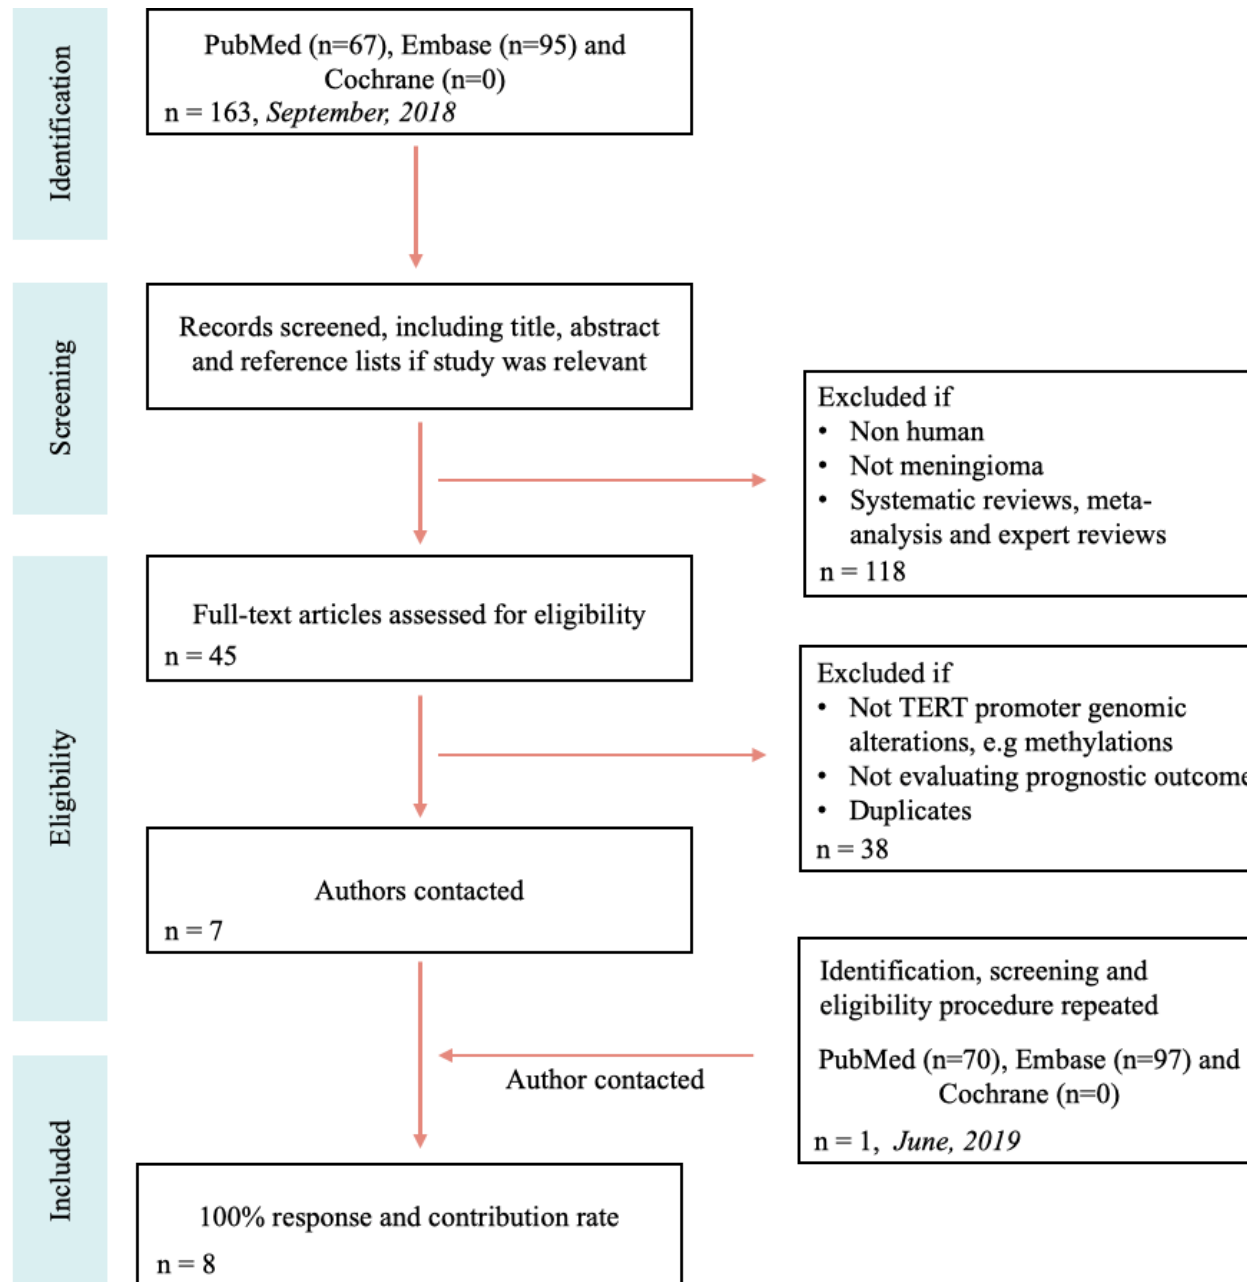 Identification
PubMed (n=67), Embase (n=95) and
Cochrane (n=0)
n = 163, September, 2018
Screening
Records screened, including title, abstract
and reference lists if study was relevant
Excluded if
• Non human
• Not meningioma
• Systematic reviews, meta-
analysis and expert reviews
n = 118
Eligibility
Full-text articles assessed for eligibility
n = 45
Excluded if
• Not TERT promoter genomic
alterations, e.g methylations
• Not evaluating prognostic outcome
• Duplicates
n = 38
Authors contacted
n = 7
Identification, screening and
eligibility procedure repeated
PubMed (n=70), Embase (n=97) and
Cochrane (n=0)
n = 1, June, 2019
Author contacted
Included
100% response and contribution rate
n = 8